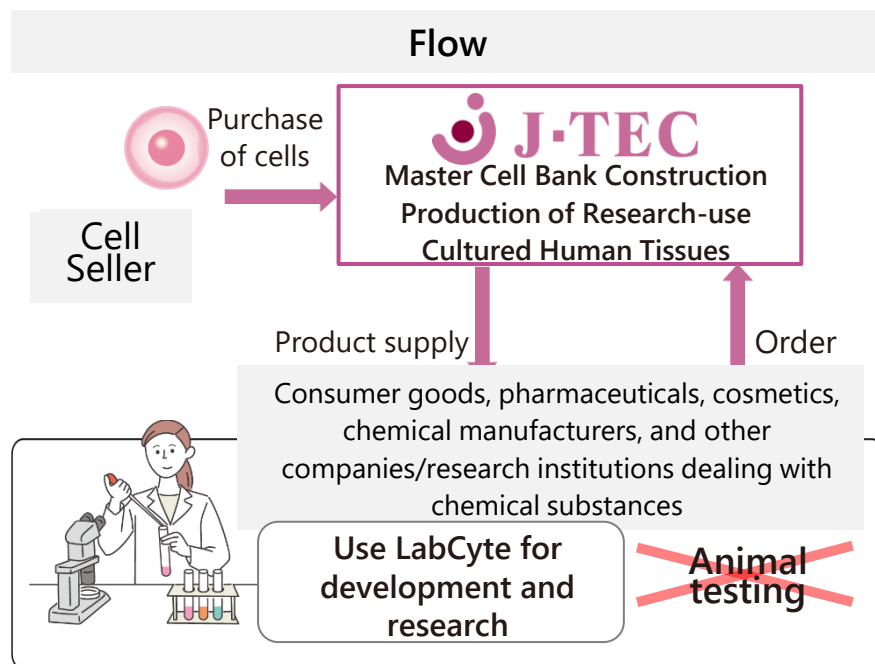 Flow
Purchase
of cells
J-TEC
Master Cell Bank Construction
Production of Research-use
Cultured Human Tissues
Cell
Seller
Product supply
Order
Consumer goods, pharmaceuticals, cosmetics,
chemical manufacturers, and other
companies/research institutions dealing with
chemical substances
Use LabCyte for
development and
research
Animal
testing